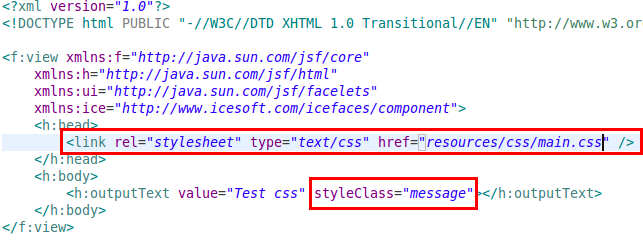 <?xml version="1.0"?>
<!DOCTYPE html PUBLIC "-//W3C//DTD XHTML 1.0 Transitional//EN" "http://www.w3.or
<f:view xmlns:f="http://java.sun.com/jsf/core"
xmlns:h="http://java.sun.com/jsf/html"
xmlns:ui="http://java.sun.com/jsf/facelets"
xmlns:ice="http://www.icesoft.com/icefaces/component">
<h:head>
<link rel="stylesheet" type="text/css" href="resources/css/main.css" />
</h:head>
<h:body>
<h:outputText value="Test css" styleClass="message"></h:outputText>
</h:body>
</f:view>